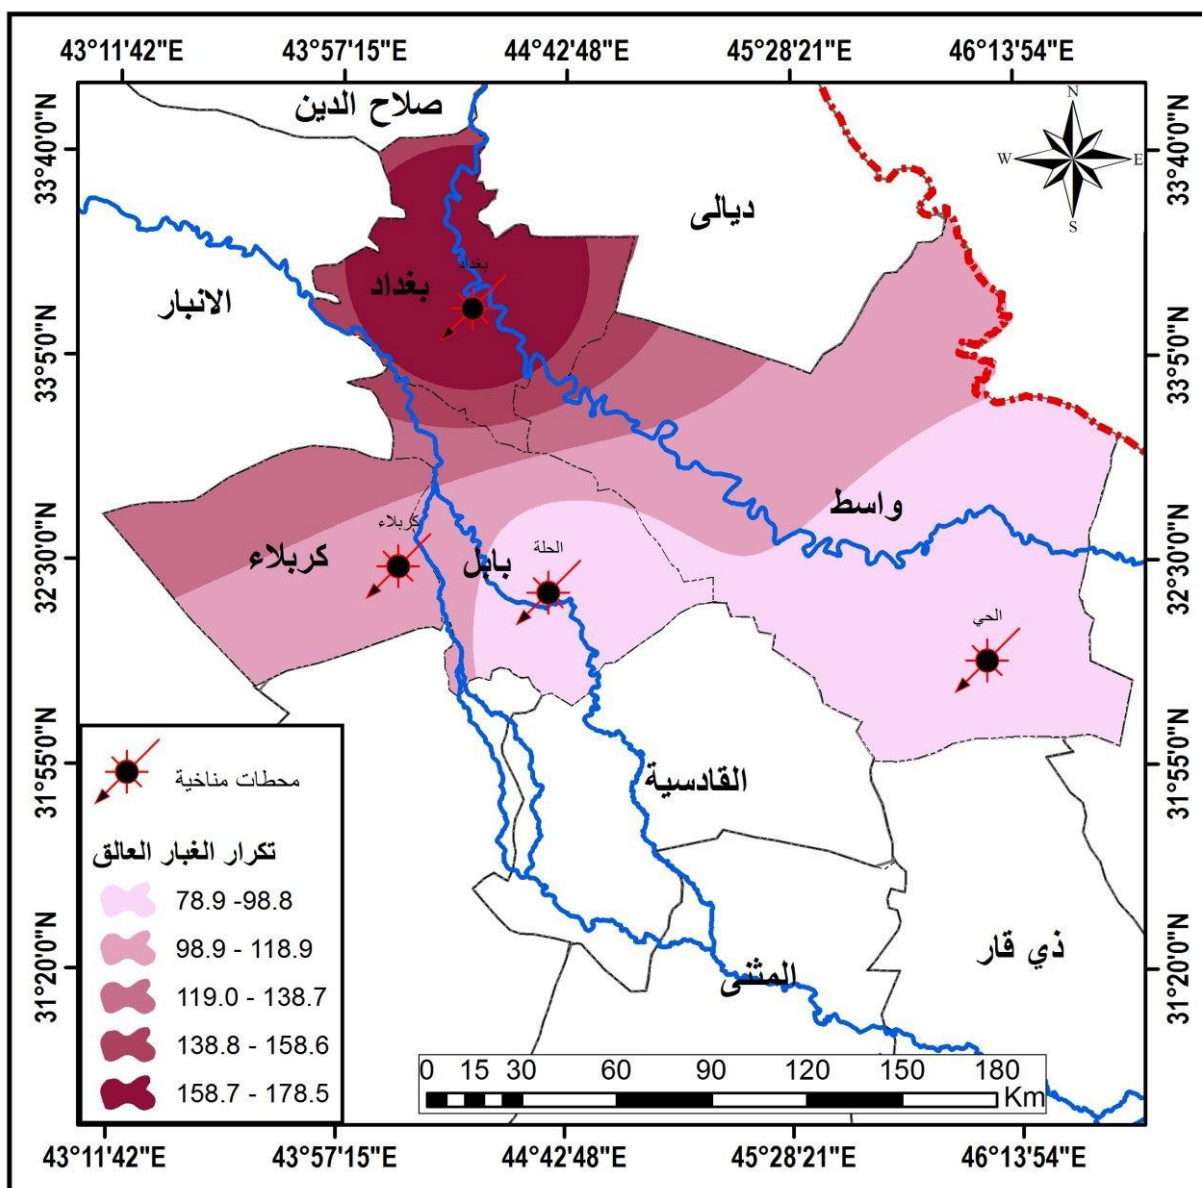 43°11'42"E 43°57'15"E 44°42'48"E 45°28'21"E 46°13'54"E
صلاح الدين
N
W E
S
33°40'0"N 33°40'0"N
ديالى
بغداد
بغداد
الانبار
33°5'0"N 33°5'0"N
واسط
كربلاء
الحلة
كربلاء
بابل
32°30'0"N 32°30'0"N
الحي
محطات مناخية
القادسية
31°55'0"N 31°55'0"N
تكرار الغبار العالق
78.9 -98.8
98.9 - 118.9
119.0 - 138.7
138.8 - 158.6
158.7 - 178.5
ذي قار
المثنى
31°20'0"N 31°20'0"N
0 15 30 60 90 120 150 180
Km
43°11'42"E 43°57'15"E 44°42'48"E 45°28'21"E 46°13'54"E